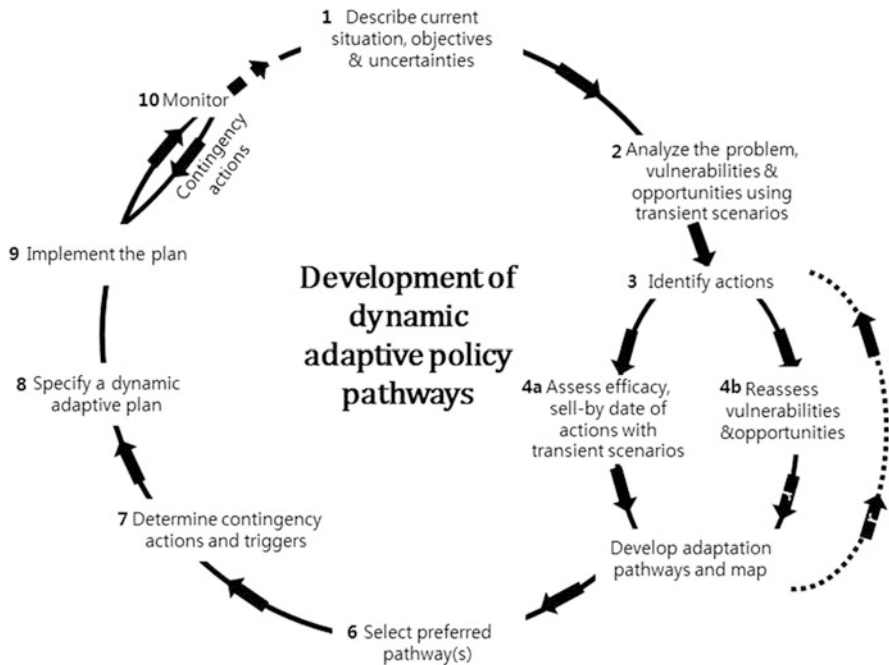 1 Describe current
situation, objectives
& uncertainties
2 Analyze the problem,
vulnerabilities &
opportunities using
transient scenarios
3 Identify actions
4a Assess efficacy,
sell-by date of
actions with
transient scenarios
4b Reassess
vulnerabilities
&opportunities
Develop adaptation
pathways and map
6 Select preferred
pathway(s)
7 Determine contingency
actions and triggers
8 Specify a dynamic
adaptive plan
9 Implement the plan
10 Monitor
Contingency
actions
Development of
dynamic
adaptive policy
pathways